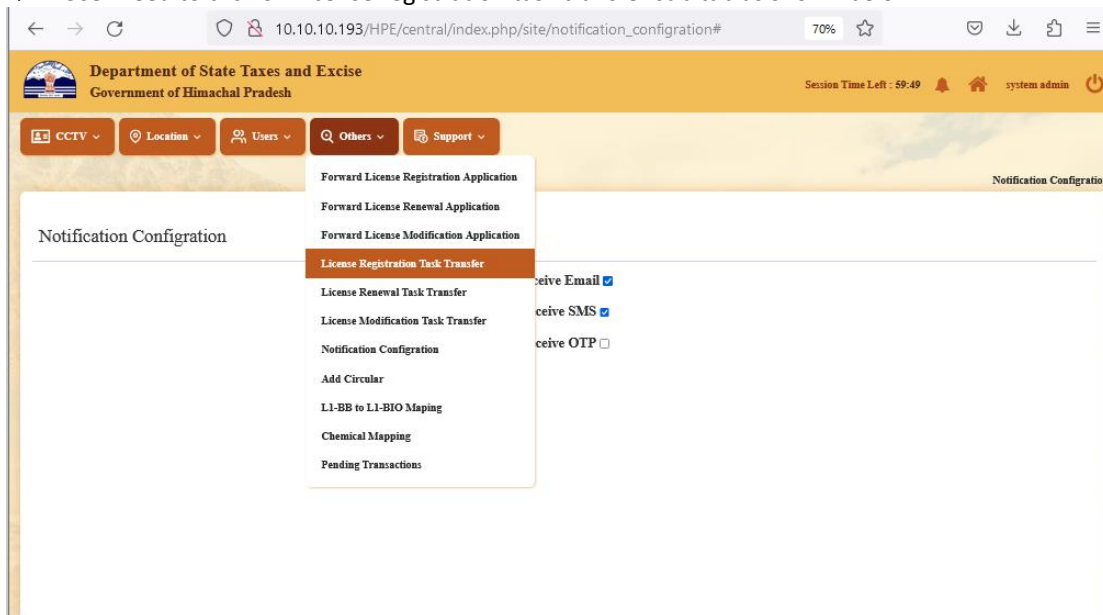 10.10.10.193/HPE/central/index.php/site/notification_configration#
70%
Department of State Taxes and Excise
Government of Himachal Pradesh
Session Time Left : 59:49
system admin
CCTV
Location
Users
Others
Support
Forward License Registration Application
Notification Configratio
Forward License Renewal Application
Notification Configration
Forward License Modification Application
License Registration Task Transfer
ceive Email
License Renewal Task Transfer
ceive SMS
License Modification Task Transfer
Notification Configration
ceive OTP
Add Circular
L1-BB to L1-BIO Maping
Chemical Mapping
Pending Transactions